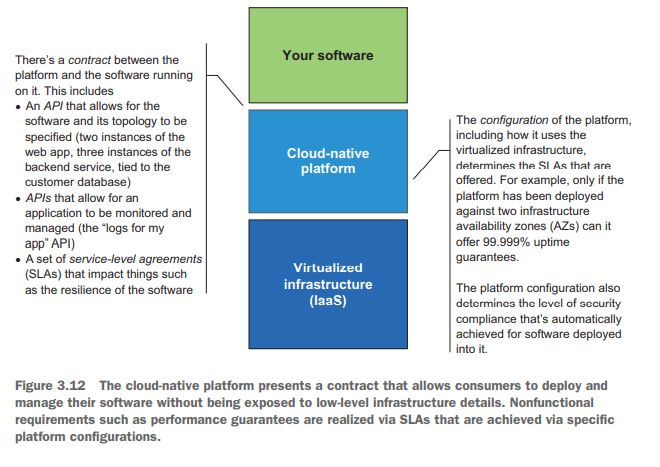 Your software
There's a contract between the
platform and the software running
on it. This includes
• An API that allows for the
software and its topology to be
specified (two instances of the
web app, three instances of the
backend service, tied to the
customer database)
• APIs that allow for an
application to be monitored and
managed (the “logs for my
app” API)
• A set of service-level agreements
(SLAs) that impact things such
as the resilience of the software
Cloud-native
platform
The configuration of the platform,
including how it uses the
virtualized infrastructure,
determines the SLAs that are
offered. For example, only if the
platform has been deployed
against two infrastructure
availability zones (AZs) can it
offer 99.999% uptime
guarantees.
The platform configuration also
determines the level of security
compliance that's automatically
achieved for software deployed
into it.
Virtualized
infrastructure
(IaaS)
Figure 3.12 The cloud-native platform presents a contract that allows consumers to deploy and
manage their software without being exposed to low-level infrastructure details. Nonfunctional
requirements such as performance guarantees are realized via SLAs that are achieved via specific
platform configurations.